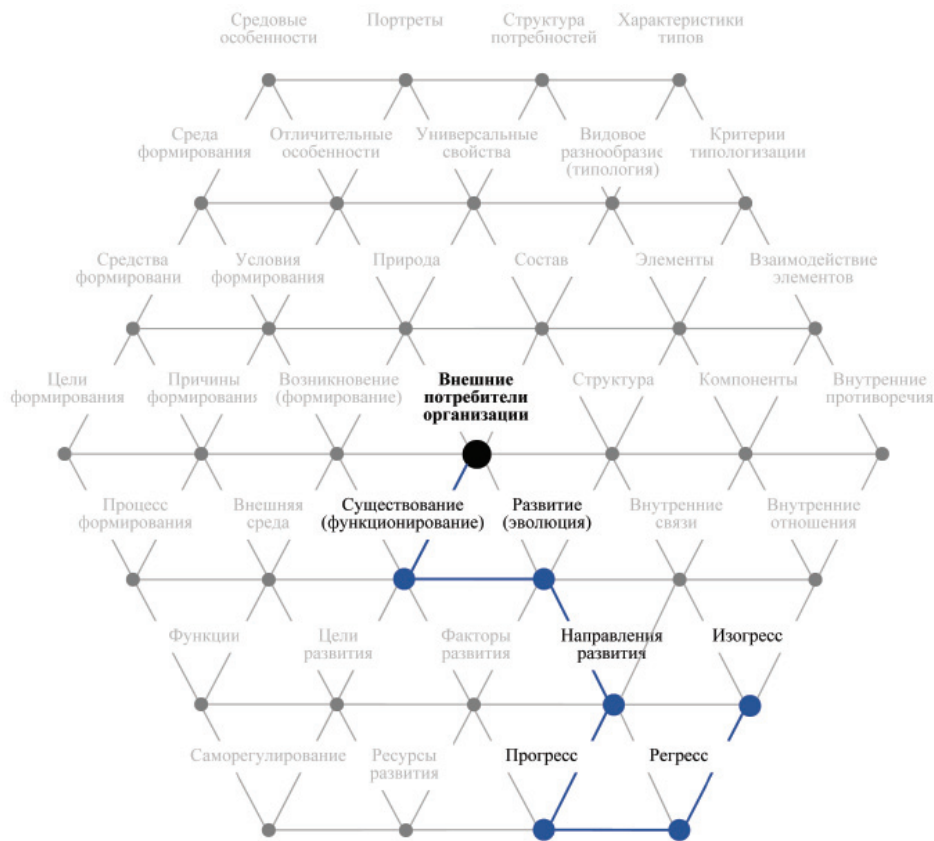 Средовые
особенности
Портреты
Структура
потребностей
Характеристики
типов
Среда
формирования
Отличительные
особенности
Универсальные
свойства
Видовое
разнообразие
(типология)
Критерии
типологизации
Средства
формировани
Условия
формирования
Природа
Состав
Элементы
Взаимодействие
элементов
Цели
формирования
Причины
формирования
Возникновение
(формирование)
Внешние
потребители
организации
Структура
Компоненты
Внутренние
противоречия
Процесс
формирования
Внешняя
среда
Существование
(функционирование)
Развитие
(эволюция)
Внутренние
связи
Внутренние
отношения
Функции
Цели
развития
Факторы
развития
Направления
развития
Изогресс
Саморегулирование
Ресурсы
развития
Прогресс
Регресс